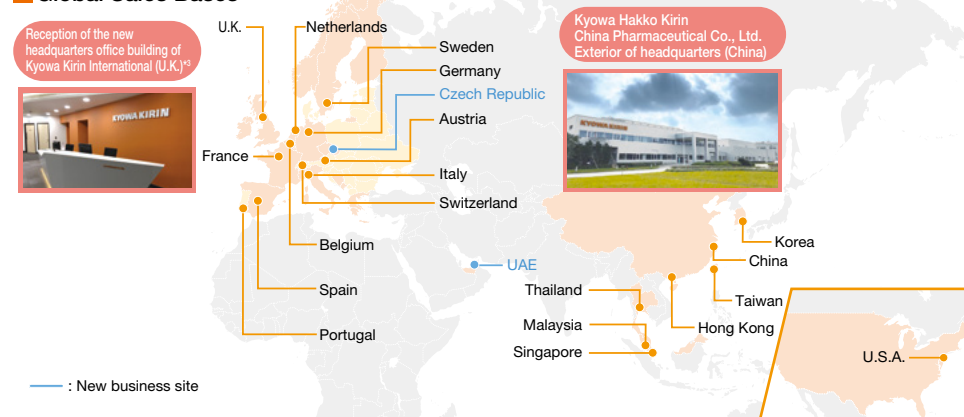 Global Sales Bases
Reception of the new
headquarters office building of
Kyowa Kirin International (U.K.)*3
KYOWA KIRIN
U.K.
Netherlands
Sweden
Germany
Czech Republic
Austria
France
Italy
Switzerland
Belgium
Spain
Portugal
UAE
Kyowa Hakko Kirin
China Pharmaceutical Co., Ltd.
Exterior of headquarters (China)
KYOWA KIRIN
Korea
China
Thailand
Taiwan
Malaysia
Hong Kong
Singapore
U.S.A.
: New business site